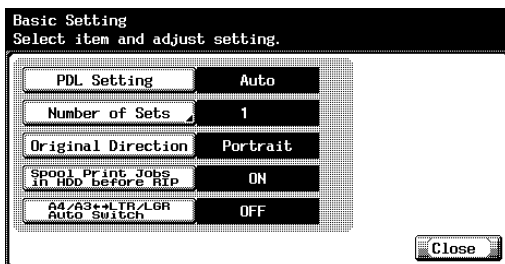 Basic Setting
Select item and adjust setting.
PDL Setting Auto
Number of Sets 1
Original Direction Portrait
Spool Print Jobs
in HDD before RIP ON
A4/A3↔LTR/LGR
Auto Switch OFF
Close